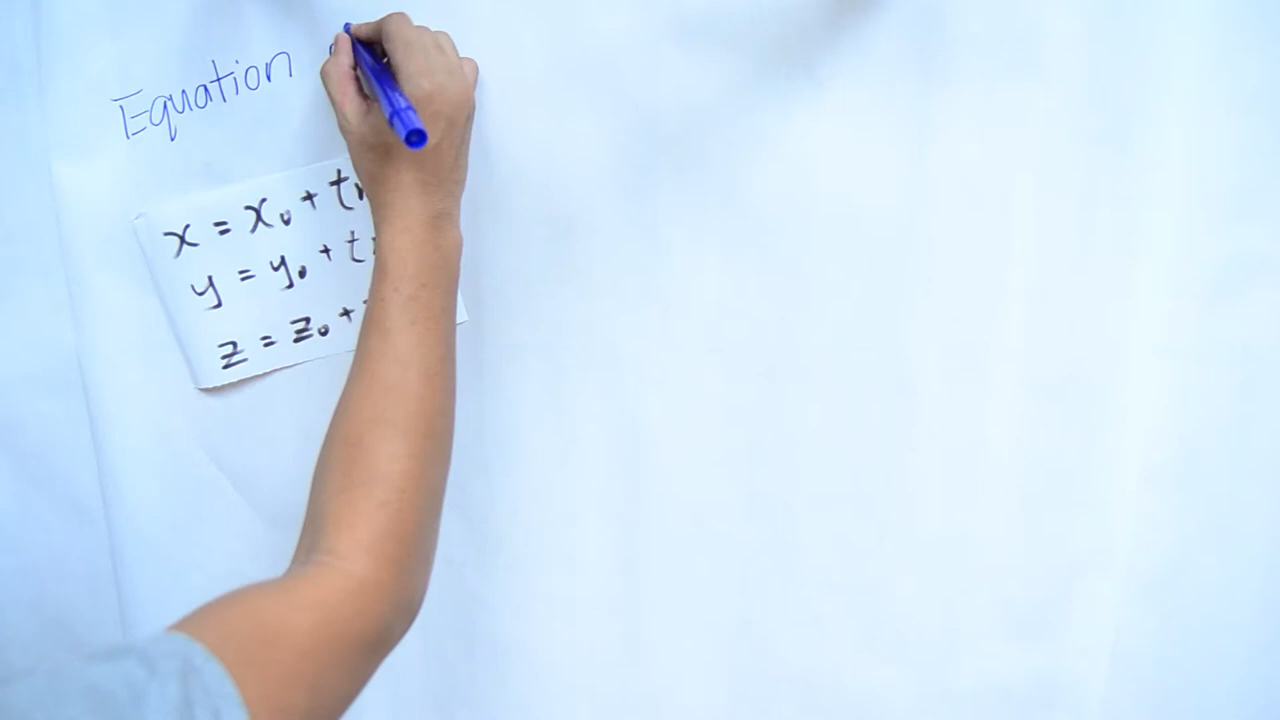 Equation
x = x₀ + t
y = y₀ + t
z = z₀ +